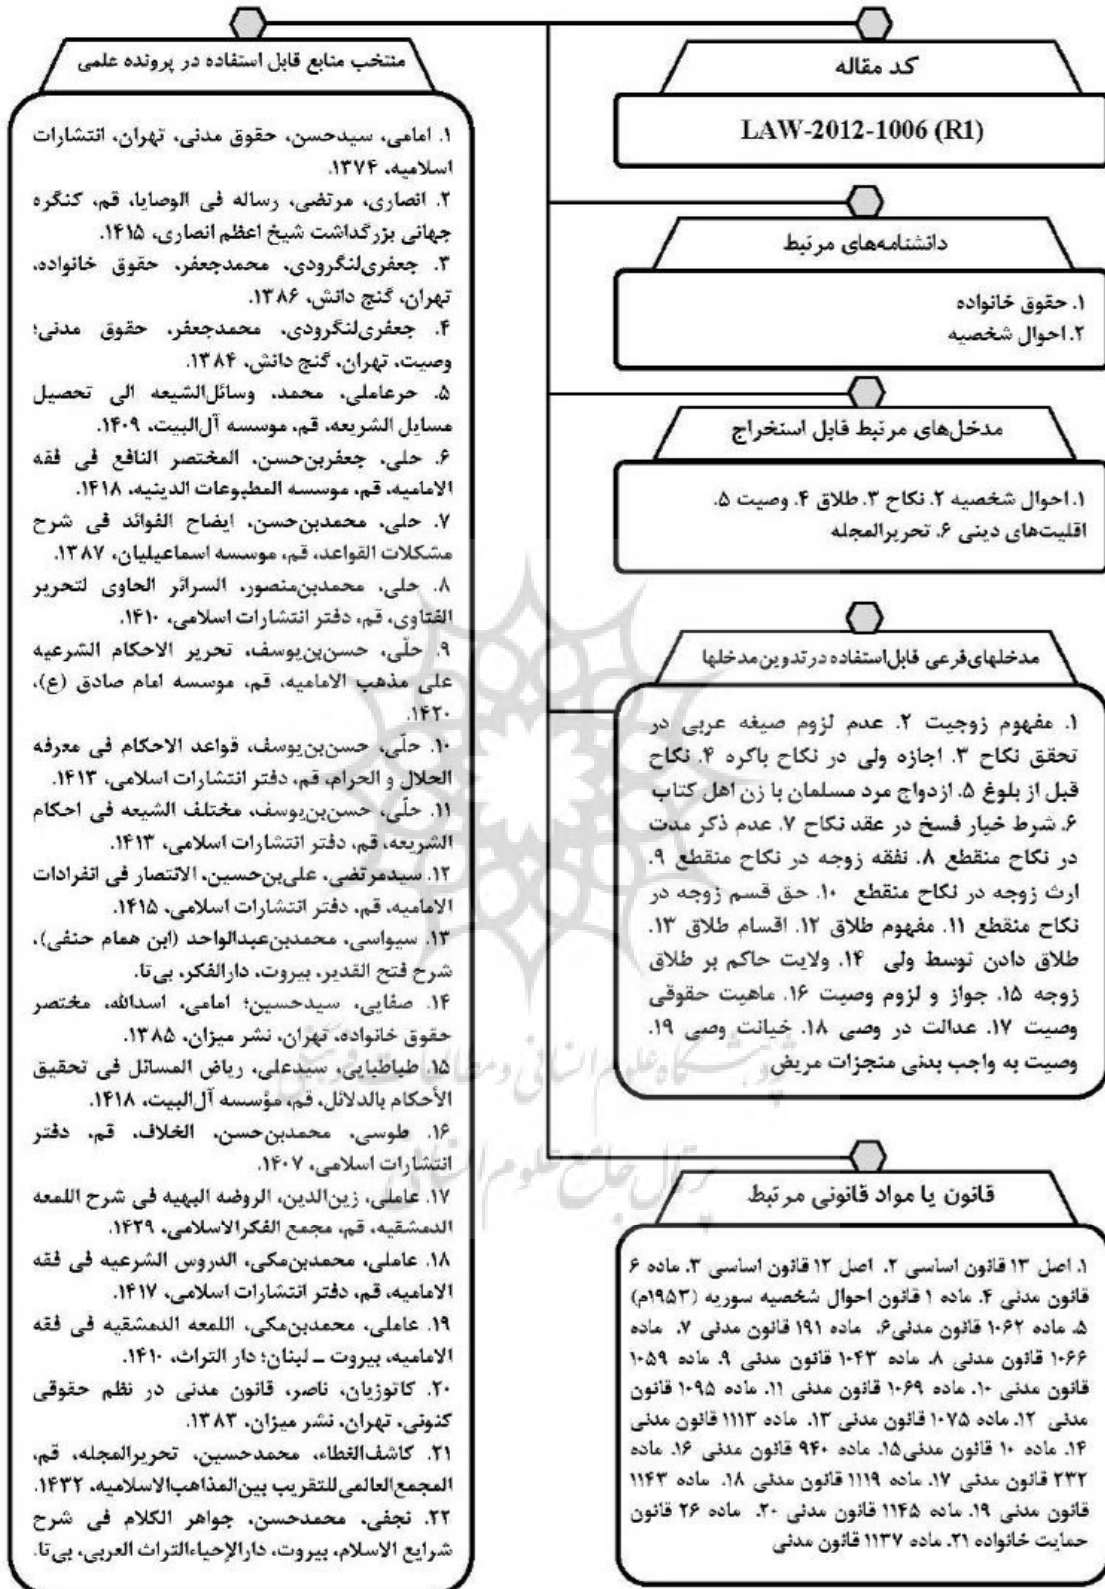 کد مقاله
LAW-2012-1006 (R1)
دانشنامه‌های مرتبط
۱. حقوق خانواده
۲. احوال شخصیه
مدخل‌های مرتبط قابل استخراج
۱. احوال شخصیه ۲. نکاح ۳. طلاق ۴. وصیت ۵.
اقلیت‌های دینی ۶. تحریرالمجله
مدخلهای فرعی قابل استفاده در تدوین مدخلها
۱. مفهوم زوجیت ۲. عدم لزوم صیغه عربی در
تحقق نکاح ۳. اجازه ولی در نکاح باکره ۴. نکاح
قبل از بلوغ ۵. ازدواج مرد مسلمان با زن اهل کتاب
۶. شرط خیار فسخ در عقد نکاح ۷. عدم ذکر مدت
در نکاح منقطع ۸. نفقه زوجه در نکاح منقطع ۹.
ارث زوجه در نکاح منقطع ۱۰. حق قسم زوجه در
نکاح منقطع ۱۱. مفهوم طلاق ۱۲. اقسام طلاق ۱۳.
طلاق دادن توسط ولی ۱۴. ولایت حاکم بر طلاق
زوجه ۱۵. جواز و لزوم وصیت ۱۶. ماهیت حقوقی
وصیت ۱۷. عدالت در وصی ۱۸. خیانت وصی ۱۹.
وصیت به واجب بدنی منجزات مریض
قانون یا مواد قانونی مرتبط
۱. اصل ۱۳ قانون اساسی ۲. اصل ۱۲ قانون اساسی ۳. ماده ۶
قانون مدنی ۴. ماده ۱ قانون احوال شخصیه سوریه (۱۹۵۳م)
۵. ماده ۱۰۶۲ قانون مدنی۶. ماده ۱۹۱ قانون مدنی ۷. ماده
۱۰۶۶ قانون مدنی ۸. ماده ۱۰۴۳ قانون مدنی ۹. ماده ۱۰۵۹
قانون مدنی ۱۰. ماده ۱۰۶۹ قانون مدنی ۱۱. ماده ۱۰۹۵ قانون
مدنی ۱۲. ماده ۱۰۷۵ قانون مدنی ۱۳. ماده ۱۱۱۳ قانون مدنی
۱۴. ماده ۱۰ قانون مدنی۱۵. ماده ۹۴۰ قانون مدنی ۱۶. ماده
۲۳۲ قانون مدنی ۱۷. ماده ۱۱۱۹ قانون مدنی ۱۸. ماده ۱۱۴۳
قانون مدنی ۱۹. ماده ۱۱۴۵ قانون مدنی ۲۰. ماده ۲۶ قانون
حمایت خانواده ۲۱. ماده ۱۱۳۷ قانون مدنی
منتخب منابع قابل استفاده در پرونده علمی
۱. امامی، سیدحسن، حقوق مدنی، تهران، انتشارات
اسلامیه، ۱۳۷۴.
۲. انصاری، مرتضی، رساله فی الوصایا، قم، کنگره
جهانی بزرگداشت شیخ اعظم انصاری، ۱۴۱۵.
۳. جعفری‌لنگرودی، محمدجعفر، حقوق خانواده،
تهران، گنج دانش، ۱۳۸۶.
۴. جعفری‌لنگرودی، محمدجعفر، حقوق مدنی؛
وصیت، تهران، گنج دانش، ۱۳۸۴.
۵. حرعاملی، محمد، وسائل‌الشیعه الی تحصیل
مسایل الشریعه، قم، موسسه آل‌البیت، ۱۴۰۹.
۶. حلی، جعفربن‌حسن، المختصر النافع فی فقه
الامامیه، قم، موسسه المطبوعات الدینیه، ۱۴۱۸.
۷. حلی، محمدبن‌حسن، ایضاح الفوائد فی شرح
مشکلات القواعد، قم، موسسه اسماعیلیان، ۱۳۸۷.
۸. حلی، محمدبن‌منصور، السرائر الحاوی لتحریر
الفتاوی، قم، دفتر انتشارات اسلامی، ۱۴۱۰.
۹. حلّی، حسن‌بن‌یوسف، تحریر الاحکام الشرعیه
علی مذهب الامامیه، قم، موسسه امام صادق (ع)،
۱۴۲۰.
۱۰. حلّی، حسن‌بن‌یوسف، قواعد الاحکام فی معرفه
الحلال و الحرام، قم، دفتر انتشارات اسلامی، ۱۴۱۳.
۱۱. حلّی، حسن‌بن‌یوسف، مختلف الشیعه فی احکام
الشریعه، قم، دفتر انتشارات اسلامی، ۱۴۱۳.
۱۲. سیدمرتضی، علی‌بن‌حسین، الانتصار فی انفرادات
الامامیه، قم، دفتر انتشارات اسلامی، ۱۴۱۵.
۱۳. سیواسی، محمدبن‌عبدالواحد (ابن همام حنفی)،
شرح فتح القدیر، بیروت، دارالفکر، بی‌تا.
۱۴. صفایی، سیدحسین؛ امامی، اسدالله، مختصر
حقوق خانواده، تهران، نشر میزان، ۱۳۸۵.
۱۵. طباطبایی، سیدعلی، ریاض المسائل فی تحقیق
الأحکام بالدلائل، قم، مؤسسه آل‌البیت، ۱۴۱۸.
۱۶. طوسی، محمدبن‌حسن، الخلاف، قم، دفتر
انتشارات اسلامی، ۱۴۰۷.
۱۷. عاملی، زین‌الدین، الروضه البهیه فی شرح اللمعه
الدمشقیه، قم، مجمع الفکرالاسلامی، ۱۴۲۹.
۱۸. عاملی، محمدبن‌مکی، الدروس الشرعیه فی فقه
الامامیه، قم، دفتر انتشارات اسلامی، ۱۴۱۷.
۱۹. عاملی، محمدبن‌مکی، اللمعه الدمشقیه فی فقه
الامامیه، بیروت ـ لبنان؛ دار التراث، ۱۴۱۰.
۲۰. کاتوزیان، ناصر، قانون مدنی در نظم حقوقی
کنونی، تهران، نشر میزان، ۱۳۸۳.
۲۱. کاشف‌الغطاء، محمدحسین، تحریرالمجله، قم،
المجمع‌العالمی‌للتقریب بین‌المذاهب‌الاسلامیه، ۱۴۳۲.
۲۲. نجفی، محمدحسن، جواهر الکلام فی شرح
شرایع الاسلام، بیروت، دارالإحیاءالتراث العربی، بی‌تا.
پژوهشگاه علوم انسانی و مطالعات فرهنگی
پرتال جامع علوم انسانی